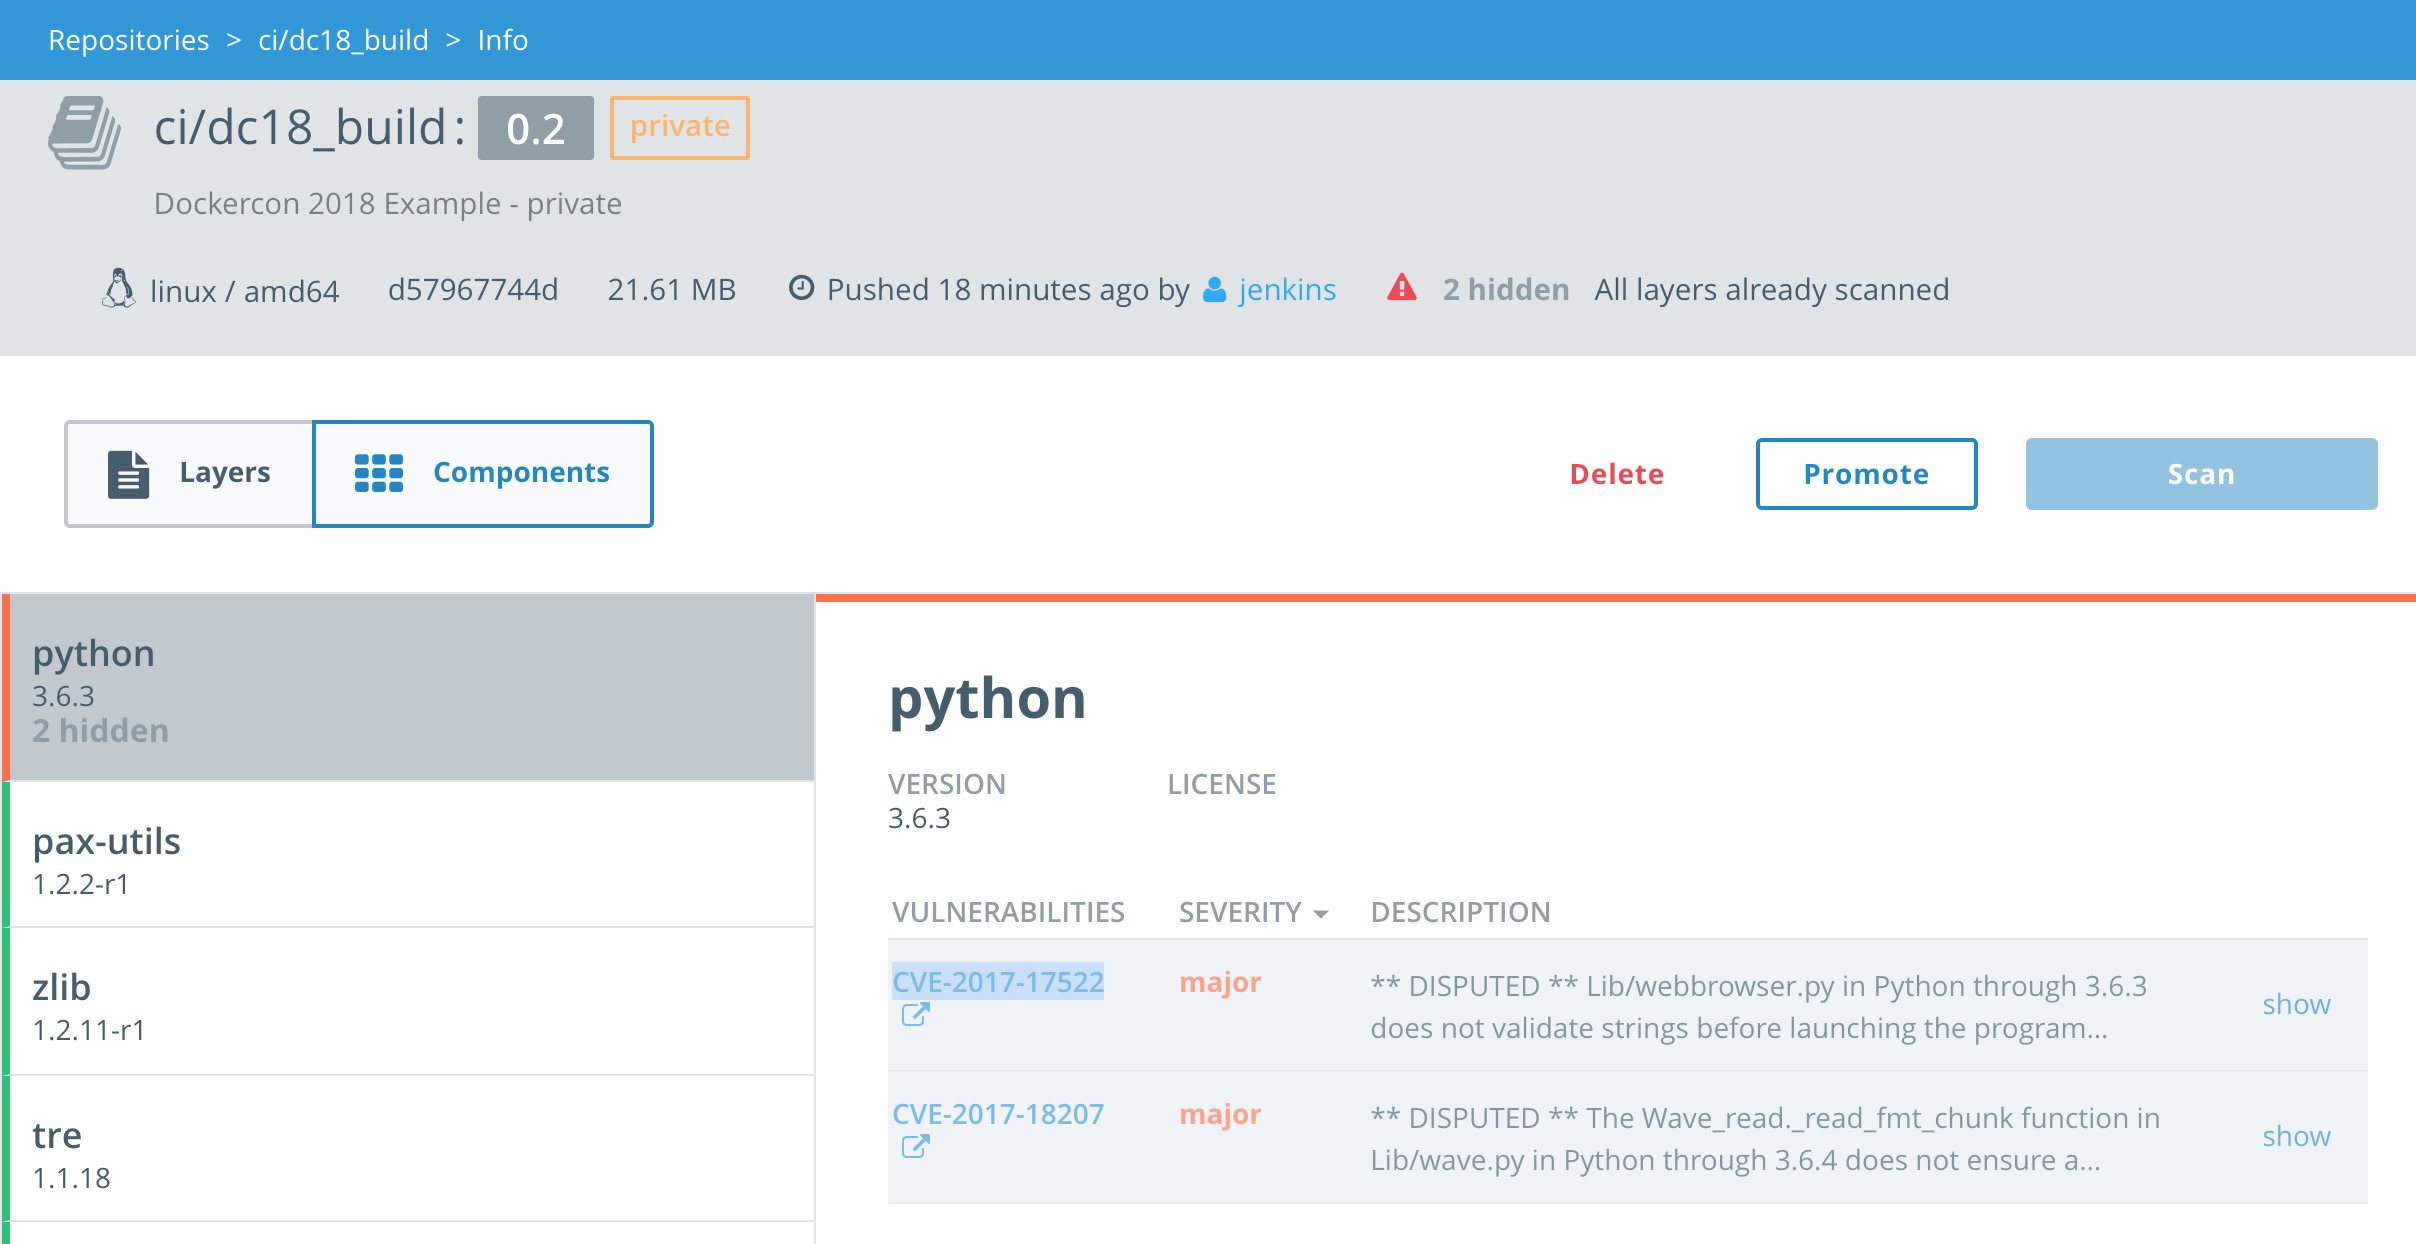 Repositories > ci/dc18_build > Info
ci/dc18_build: 0.2 private
Dockercon 2018 Example - private
linux / amd64 d57967744d 21.61 MB Pushed 18 minutes ago by jenkins 2 hidden All layers already scanned
Layers Components Delete Promote Scan
python
3.6.3
2 hidden
pax-utils
1.2.2-r1
zlib
1.2.11-r1
tre
1.1.18
python
VERSION LICENSE
3.6.3
VULNERABILITIES SEVERITY DESCRIPTION
CVE-2017-17522 major ** DISPUTED ** Lib/webbrowser.py in Python through 3.6.3
does not validate strings before launching the program... show
CVE-2017-18207 major ** DISPUTED ** The Wave_read._read_fmt_chunk function in
Lib/wave.py in Python through 3.6.4 does not ensure a... show